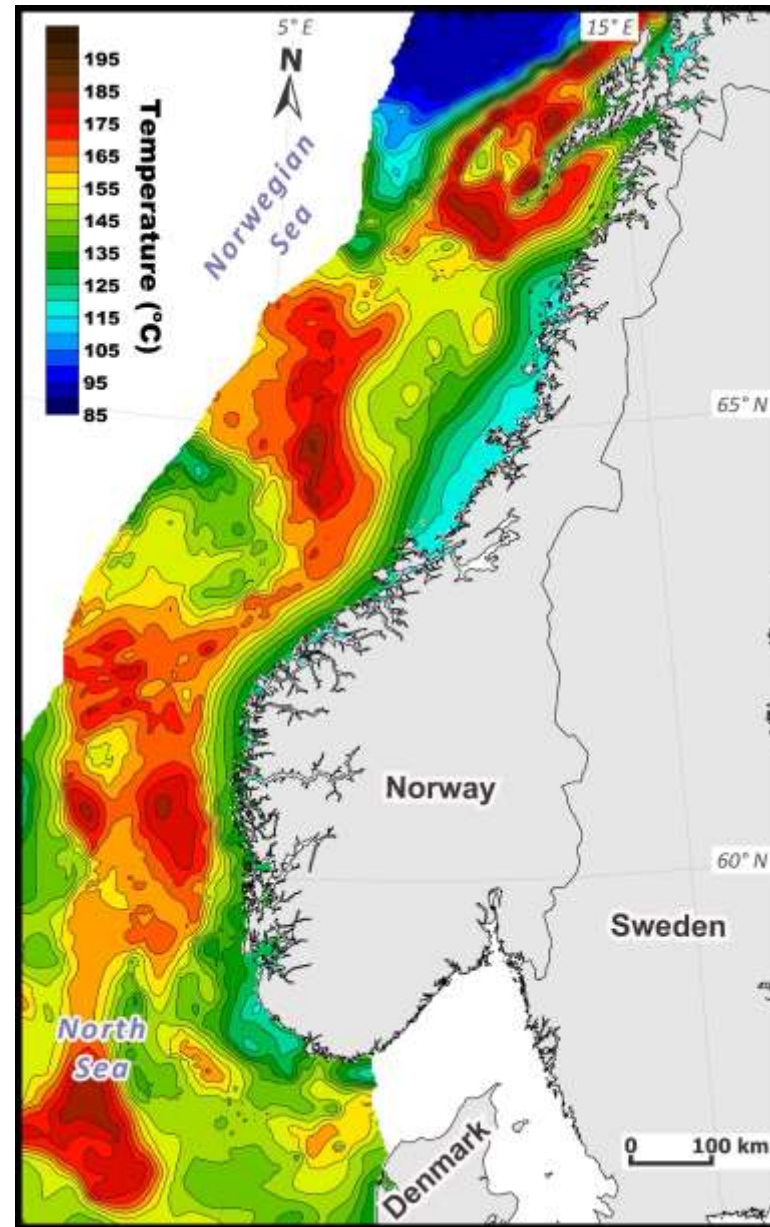 5° E
15° E
N
Norwegian
Sea
195
185
175
165
155
145
135
125
115
105
95
85
Temperature (°C)
65° N
Norway
60° N
Sweden
North
Sea
Denmark
0 100 km